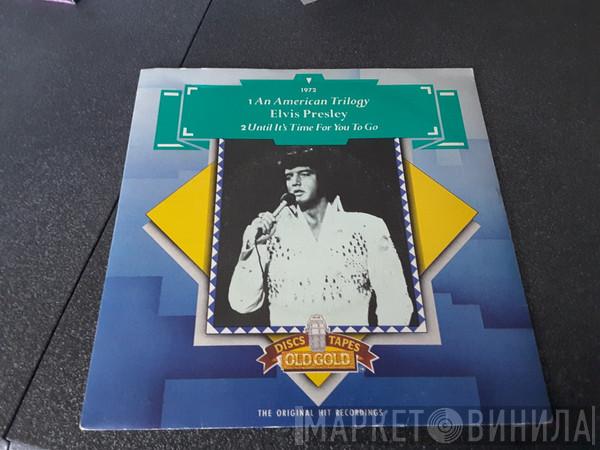 1972
1 An American Trilogy
Elvis Presley
2 Until It's Time For You To Go
DISCS TAPES
OLD GOLD
THE ORIGINAL HIT RECORDINGS
МАРКЕТ ВИНИЛА